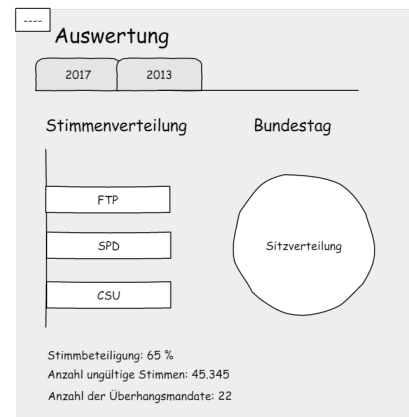 ----
Auswertung
2017 2013
Stimmenverteilung Bundestag
FTP
SPD Sitzverteilung
CSU
Stimmbeteiligung: 65 %
Anzahl ungültige Stimmen: 45.345
Anzahl der Überhangsmandate: 22